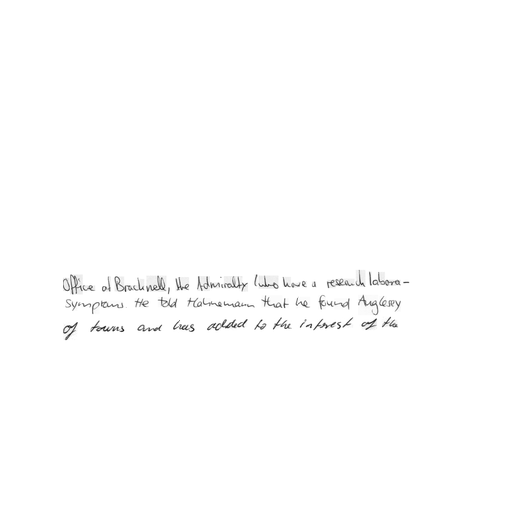 Office at Bracknell, the Admiralty (who have a research labora-
symptoms He told Hahnemann that he found Anglesey
of towns and has added to the interest of the